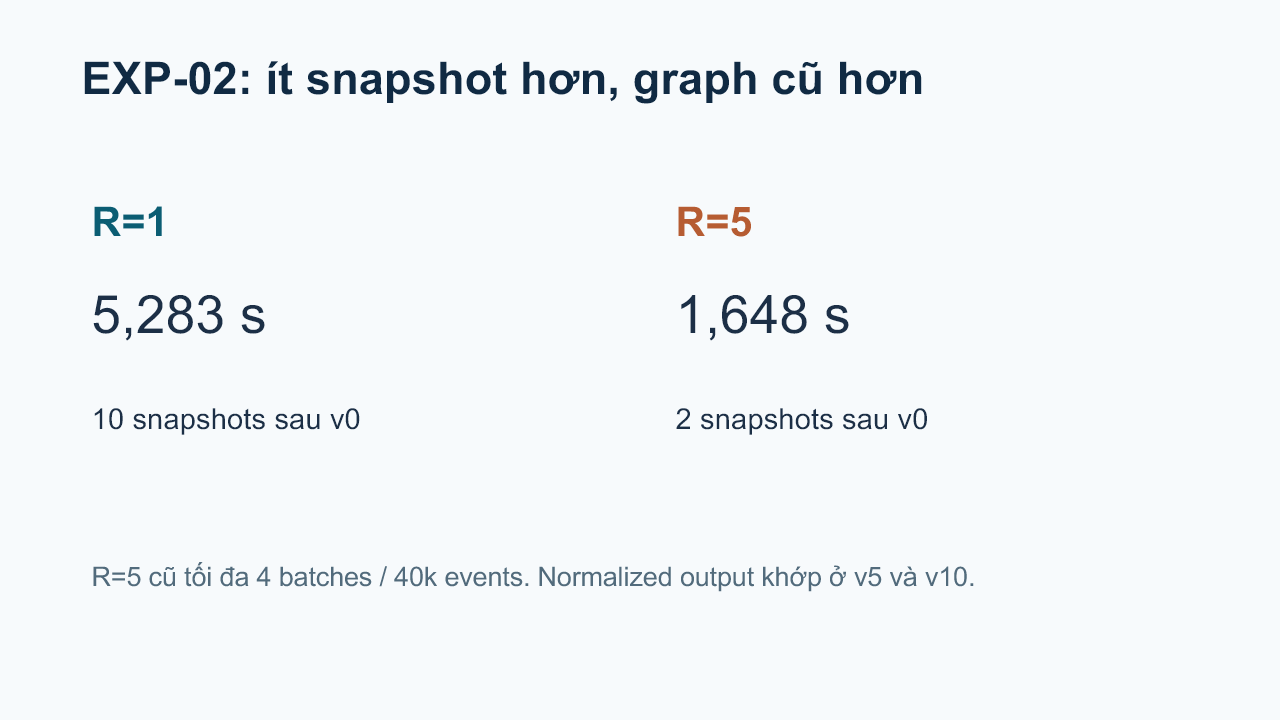 EXP-02: ít snapshot hơn, graph cũ hơn
R=1
5,283 s
10 snapshots sau v0
R=5
1,648 s
2 snapshots sau v0
R=5 cũ tối đa 4 batches / 40k events. Normalized output khớp ở v5 và v10.